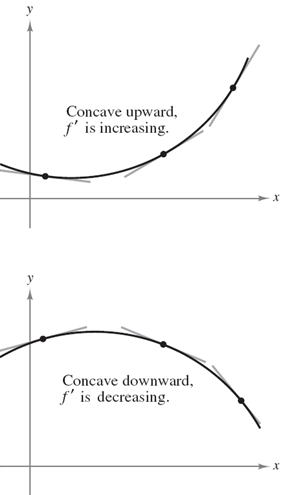 y
Concave upward,
f′ is increasing.
x
y
Concave downward,
f′ is decreasing.
x